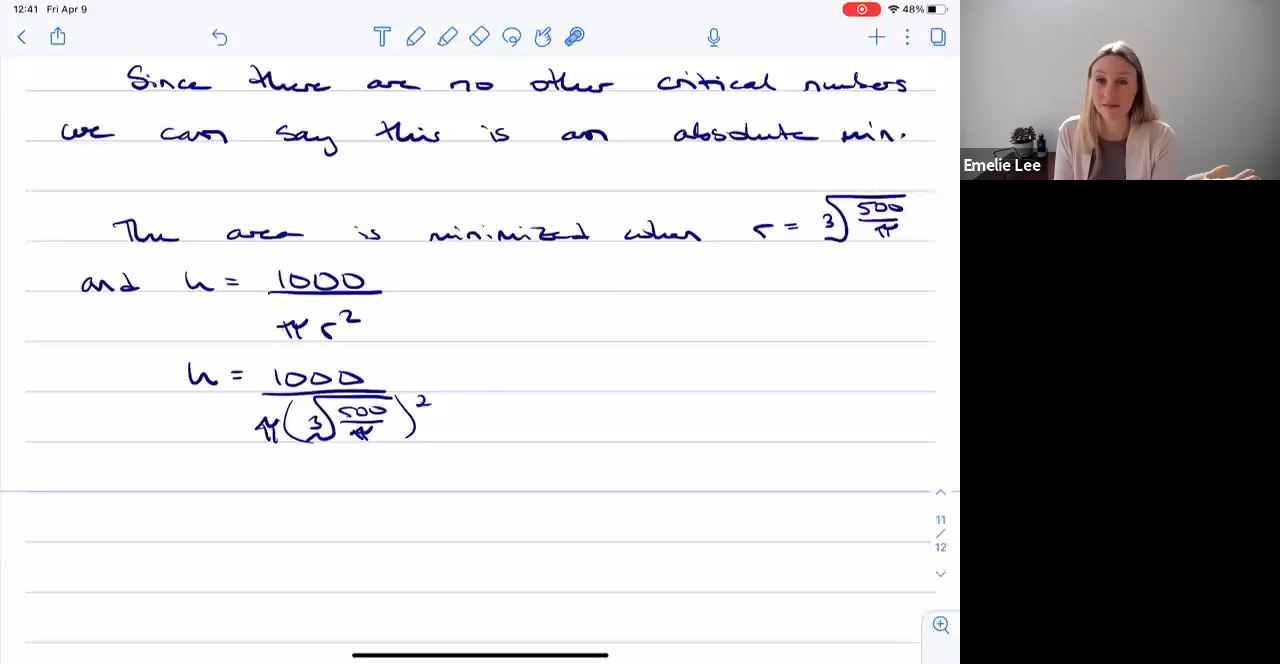 12:41 Fri Apr 9
48%
T
Since there are no other critical numbers
we can say this is an absolute min.
Emelie Lee
The area is minimized when r = ∛(500/π)
and h = 1000/(πr²)
h = 1000/(π(∛(500/π))²)
11
/
12